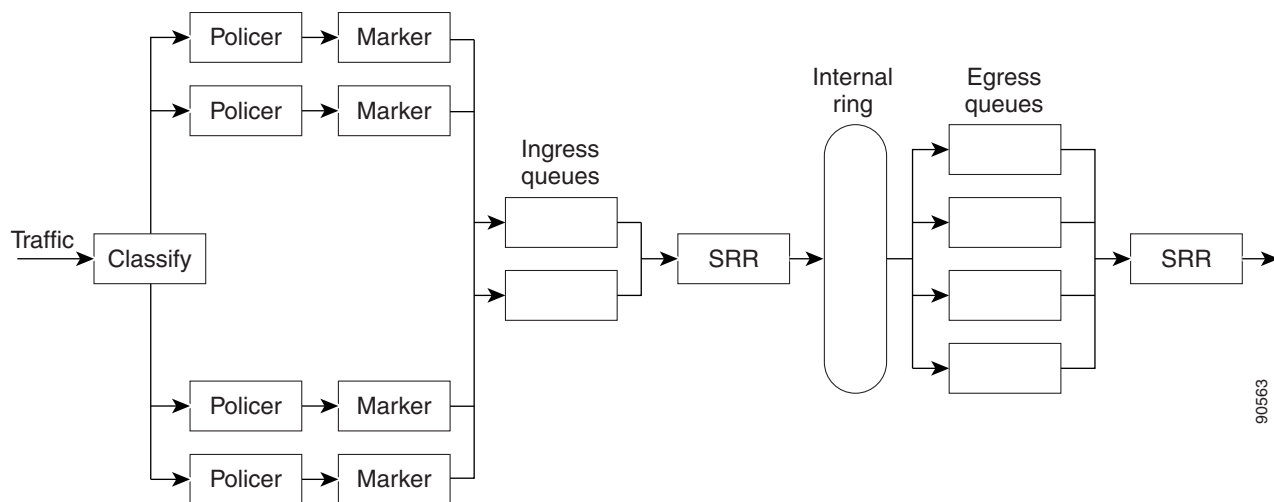 Policer
Marker
Policer
Marker
Internal
ring
Egress
queues
Ingress
queues
Traffic
Classify
SRR
SRR
Policer
Marker
Policer
Marker
90563